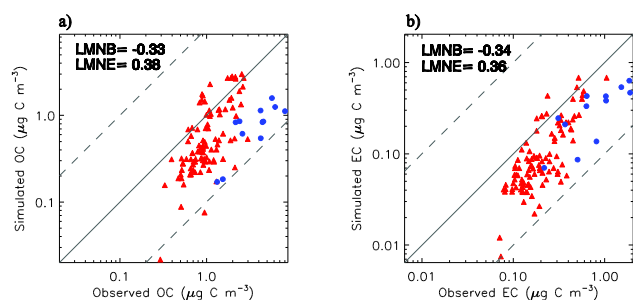 a)
LMNB= -0.33
LMNE= 0.38
Simulated OC (μg C m⁻³)
1.0
0.1
0.1
1.0
Observed OC (μg C m⁻³)
b)
LMNB= -0.34
LMNE= 0.36
Simulated EC (μg C m⁻³)
1.00
0.10
0.01
0.01
0.10
1.00
Observed EC (μg C m⁻³)